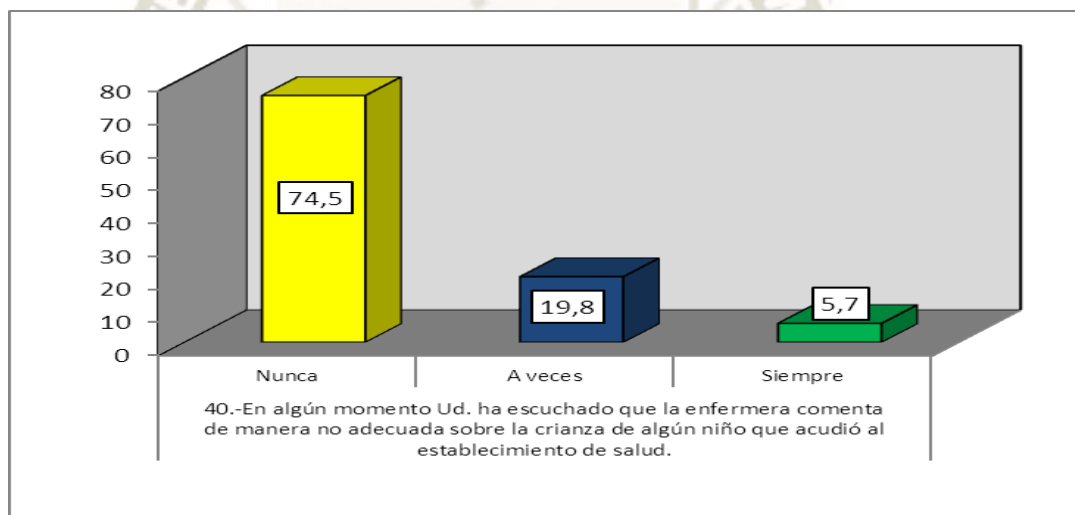 80
70
60
50
40
30
20
10
0
74,5
19,8
5,7
Nunca
A veces
Siempre
40.-En algún momento Ud. ha escuchado que la enfermera comenta
de manera no adecuada sobre la crianza de algún niño que acudió al
establecimiento de salud.